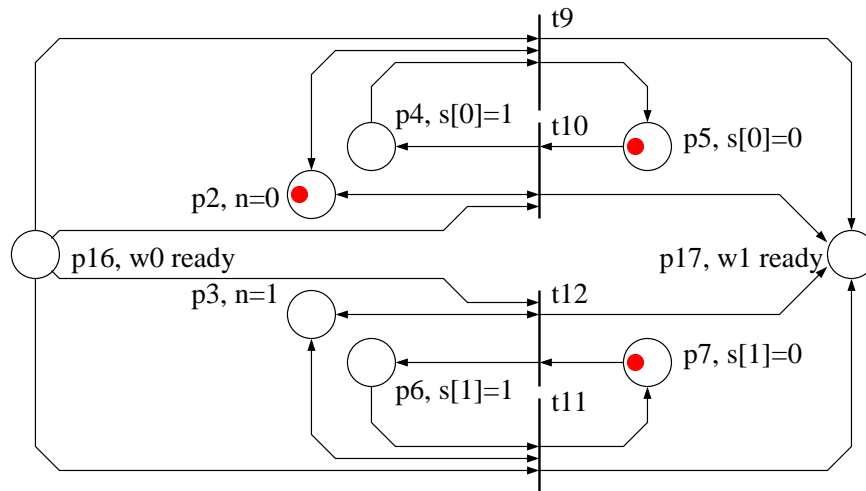 t9
p4, s[0]=1
t10
p5, s[0]=0
p2, n=0
p16, w0 ready
p17, w1 ready
p3, n=1
t12
p7, s[1]=0
p6, s[1]=1
t11